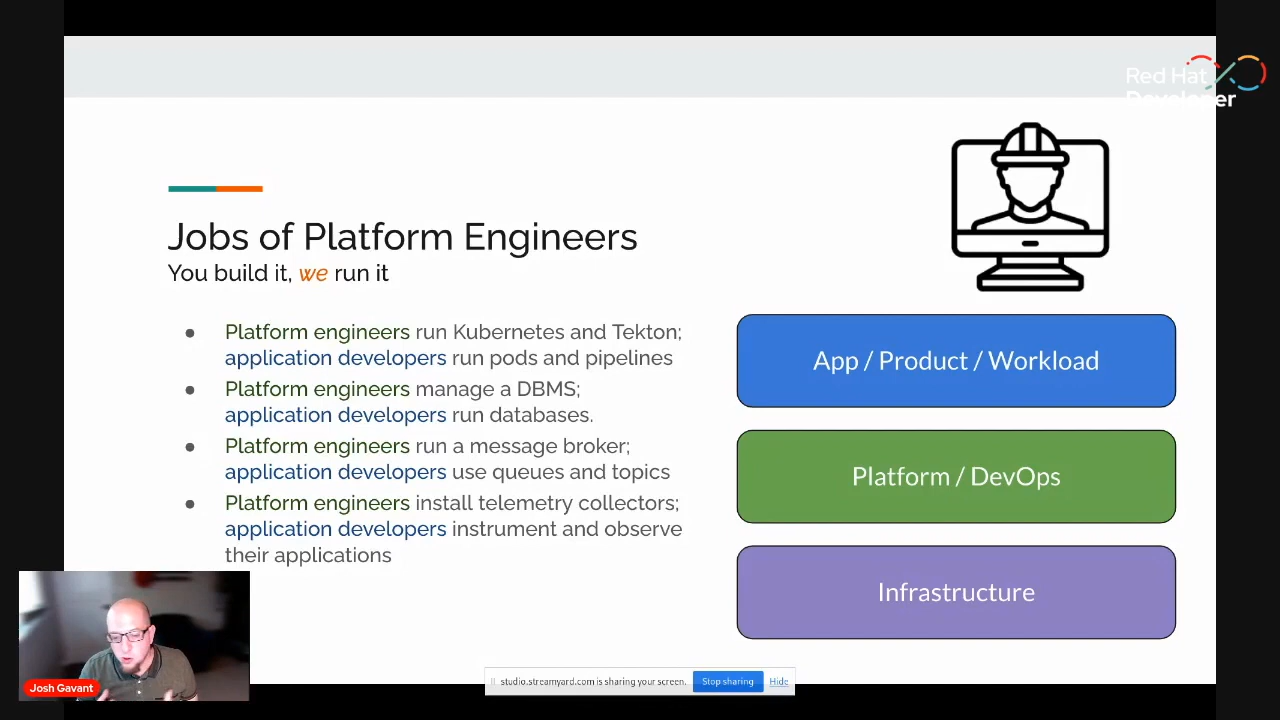 Red Hat
Developer
Jobs of Platform Engineers
You build it, we run it
● Platform engineers run Kubernetes and Tekton;
application developers run pods and pipelines
● Platform engineers manage a DBMS;
application developers run databases.
● Platform engineers run a message broker;
application developers use queues and topics
● Platform engineers install telemetry collectors;
application developers instrument and observe
their applications
App / Product / Workload
Platform / DevOps
Infrastructure
Josh Gavant
studio.streamyard.com is sharing your screen.
Stop sharing
Hide